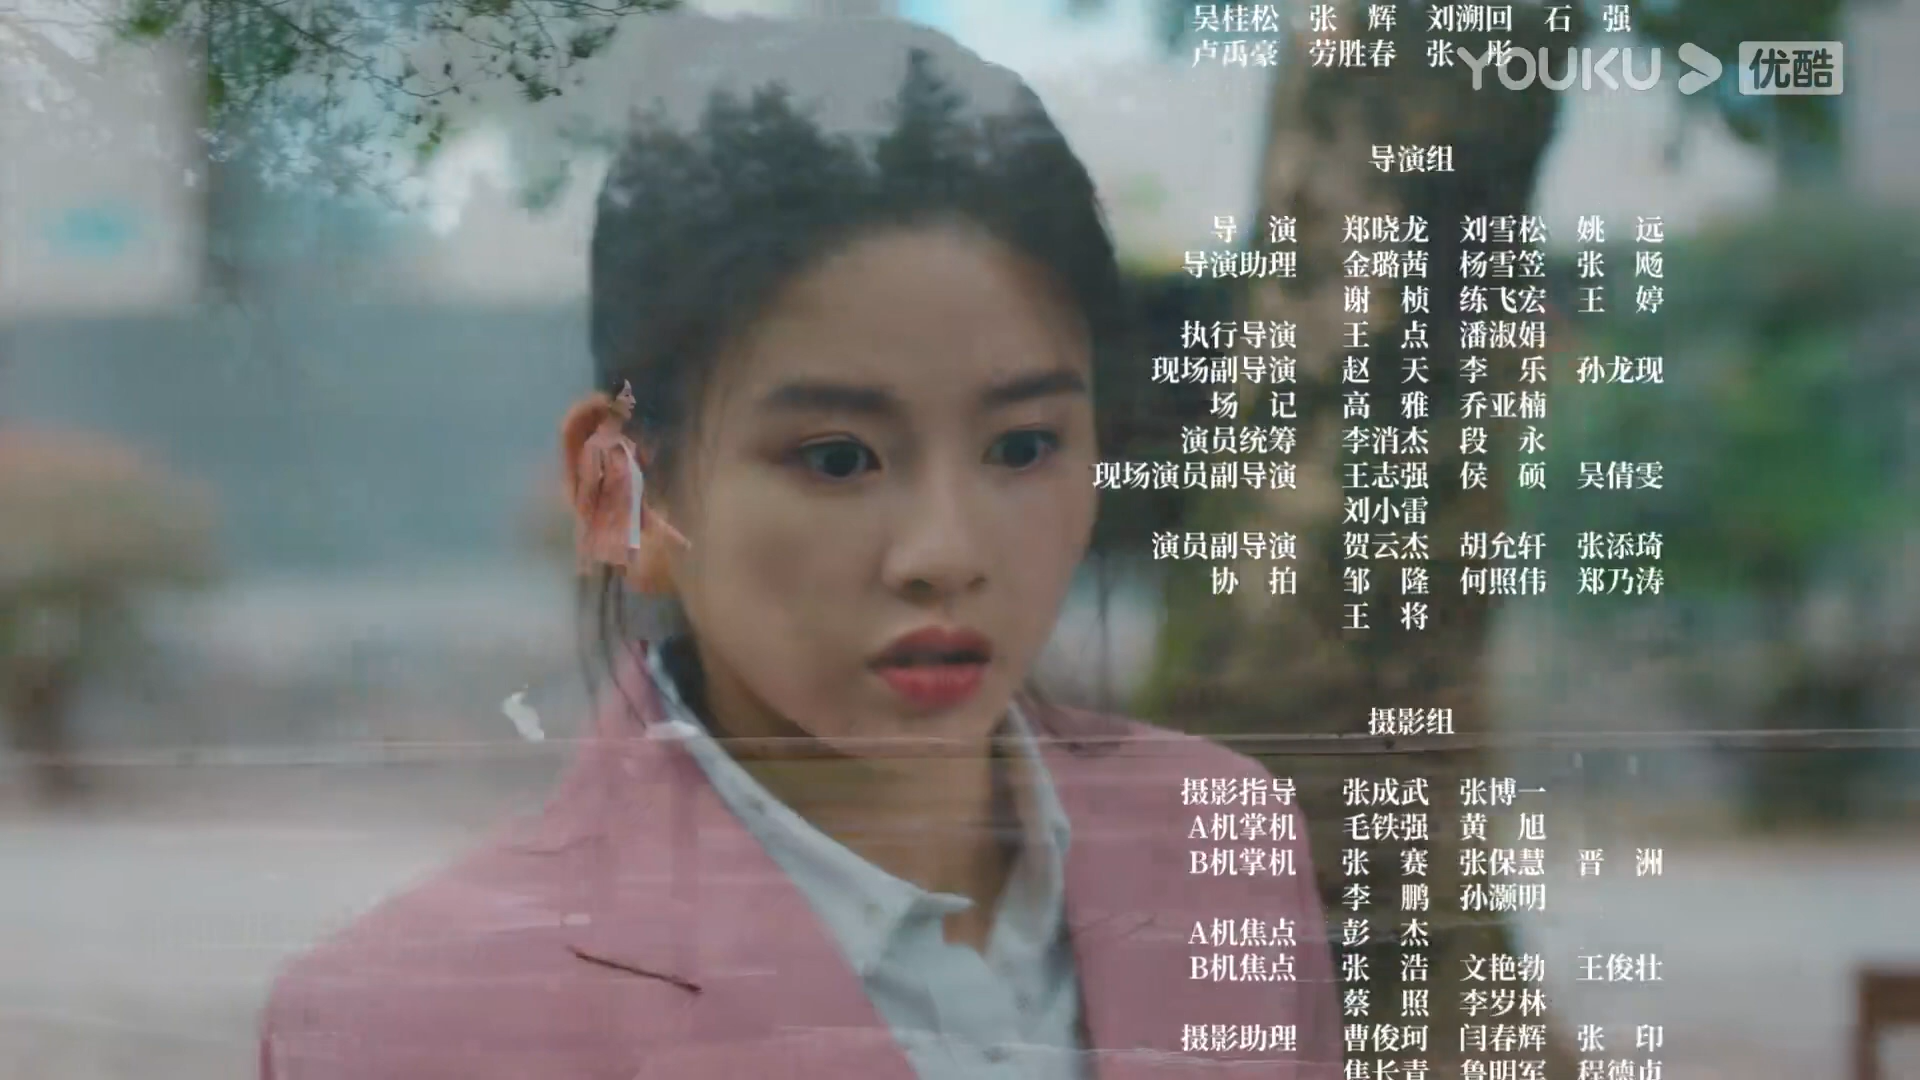 吴桂松 张 辉 刘溯回 石 强
卢禹豪 劳胜春 张 彤
YOUKU 优酷
导演组
导 演 郑晓龙 刘雪松 姚 远
导演助理 金璐茜 杨雪笠 张 飏
谢 桢 练飞宏 王 婷
执行导演 王 点 潘淑娟
现场副导演 赵 天 李 乐 孙龙现
场 记 高 雅 乔亚楠
演员统筹 李消杰 段 永
现场演员副导演 王志强 侯 硕 吴倩雯
刘小雷
演员副导演 贺云杰 胡允轩 张添琦
协 拍 邹 隆 何照伟 郑乃涛
王 将
摄影组
摄影指导 张成武 张博一
A机掌机 毛铁强 黄 旭
B机掌机 张 赛 张保慧 晋 洲
李 鹏 孙灏明
A机焦点 彭 杰
B机焦点 张 浩 文艳勃 王俊壮
蔡 照 李岁林
摄影助理 曹俊珂 闫春辉 张 印
焦长青 鲁明军 程德贞